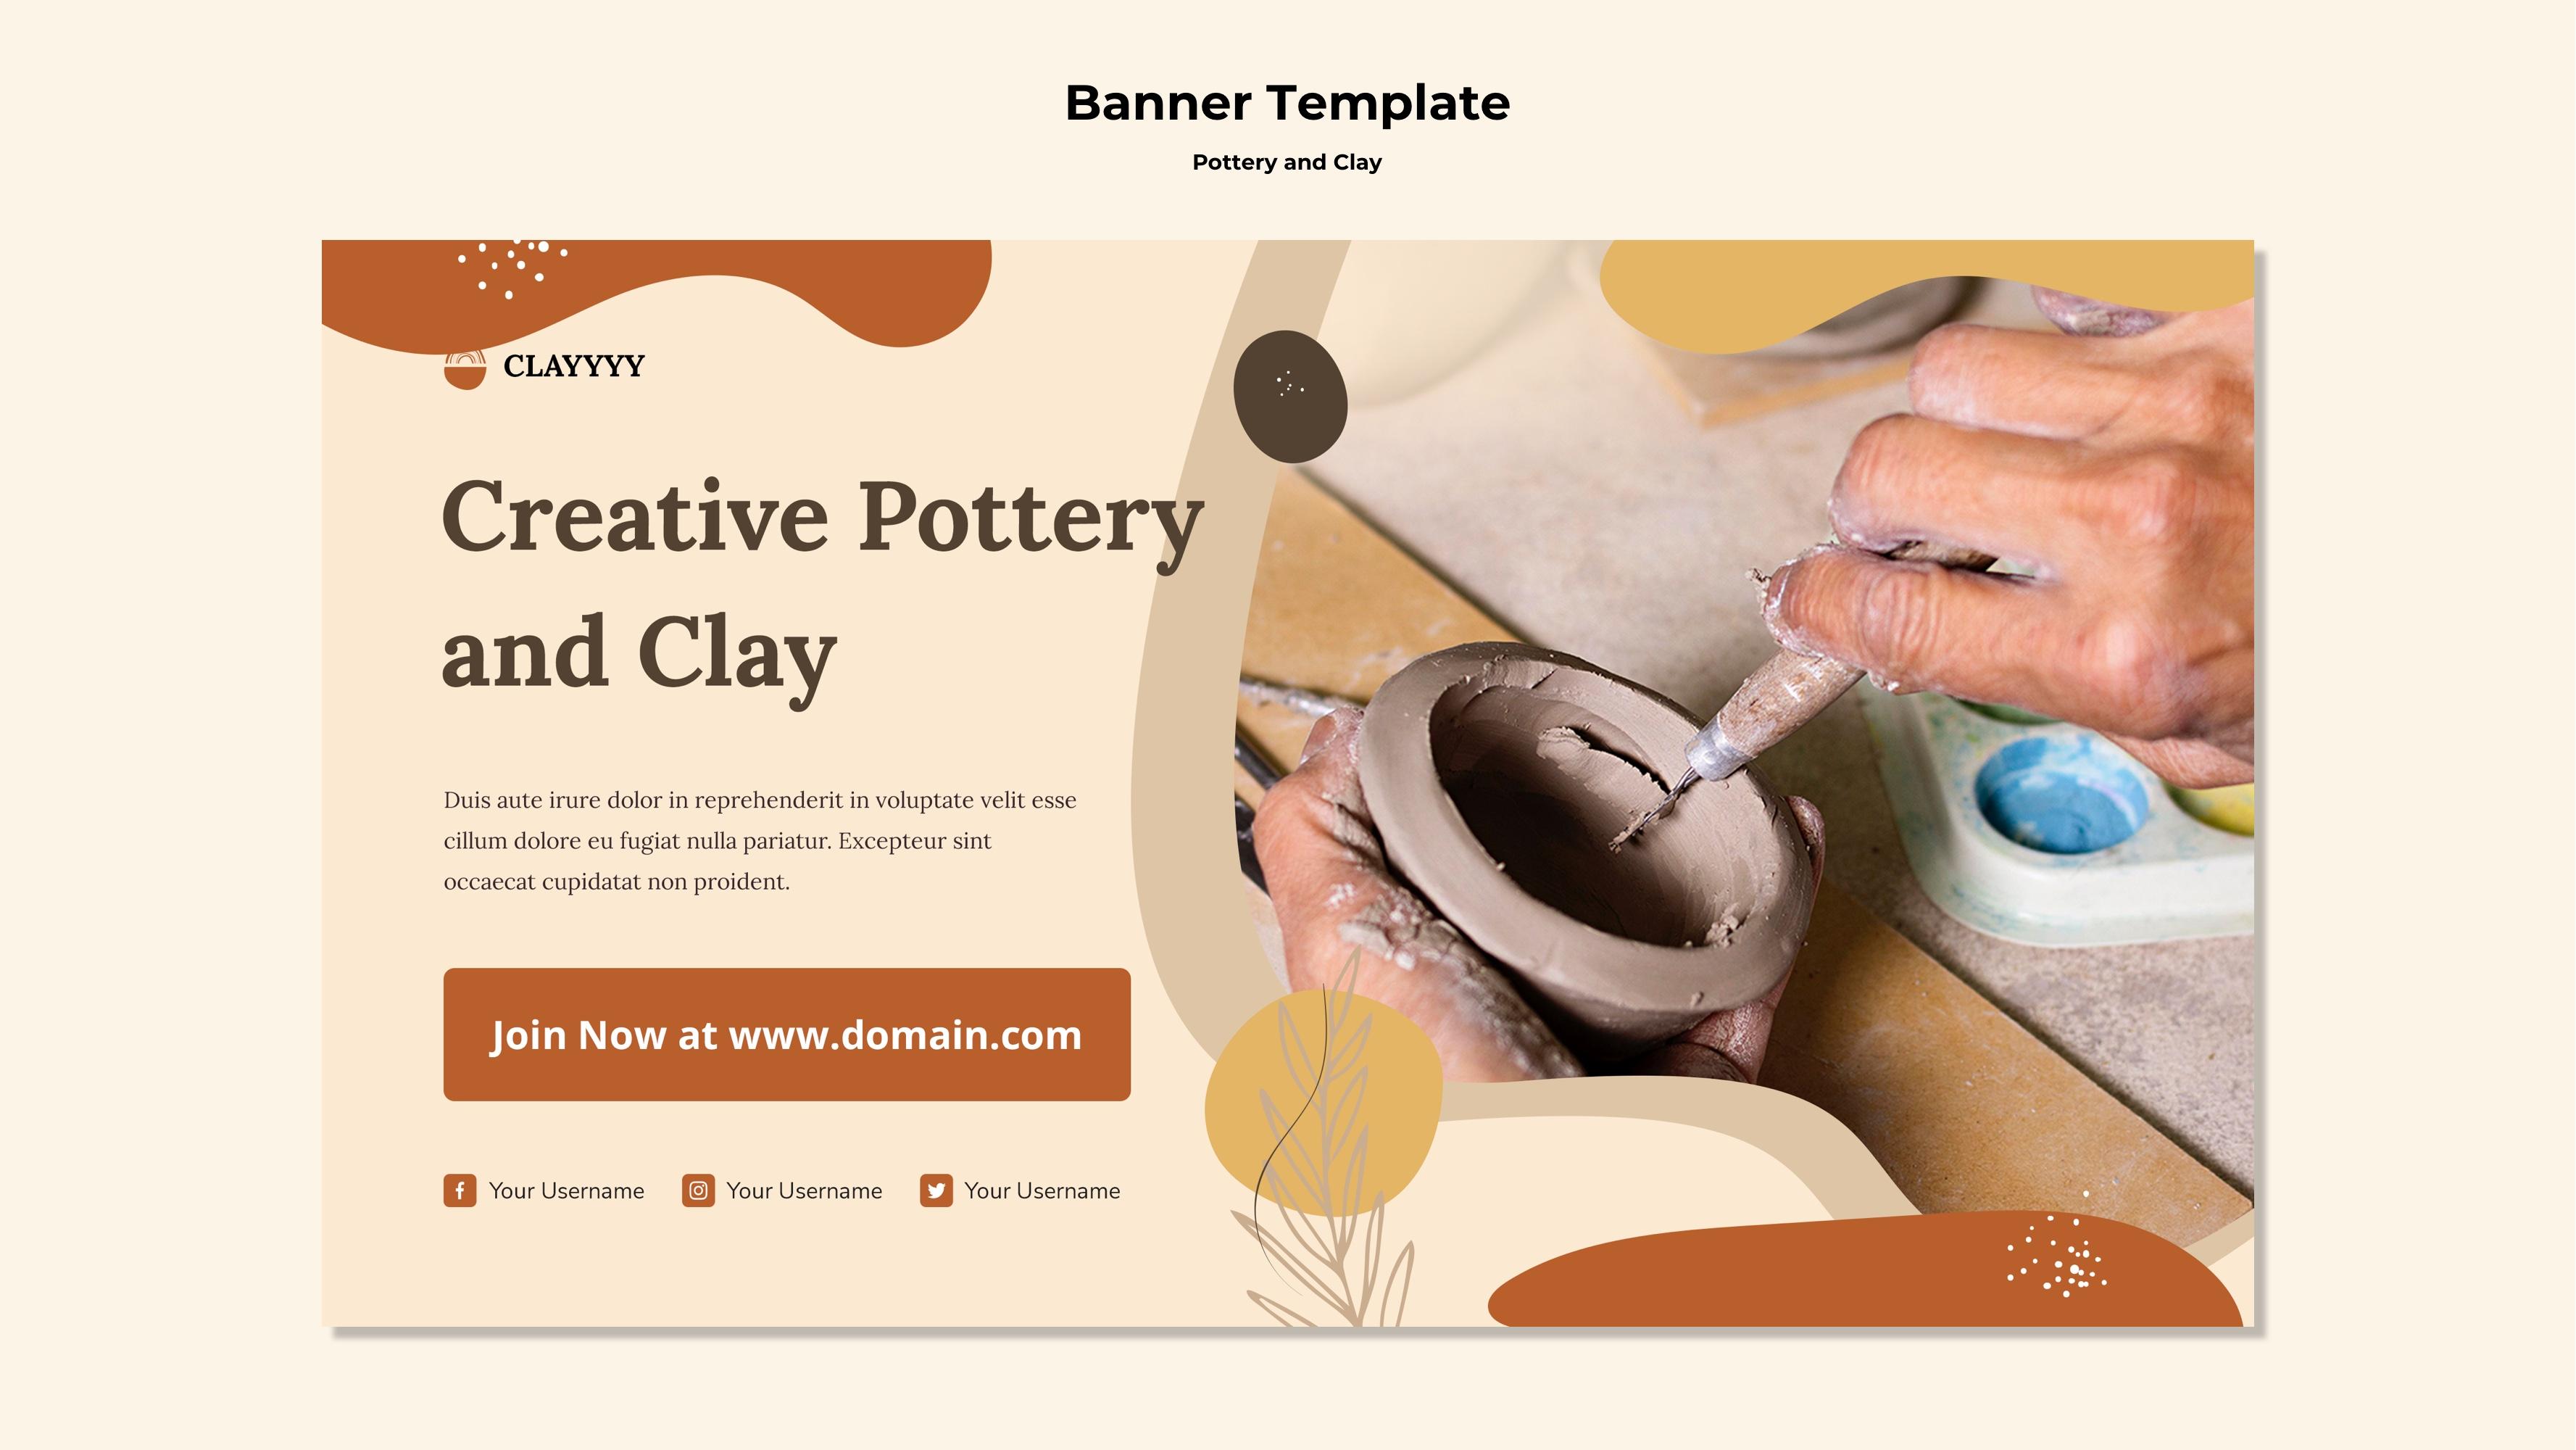 Banner Template
Pottery and Clay
CLAYYYY
Creative Pottery
and Clay
Duis aute irure dolor in reprehenderit in voluptate velit esse
cillum dolore eu fugiat nulla pariatur. Excepteur sint
occaecat cupidatat non proident.
Join Now at www.domain.com
Your Username Your Username Your Username